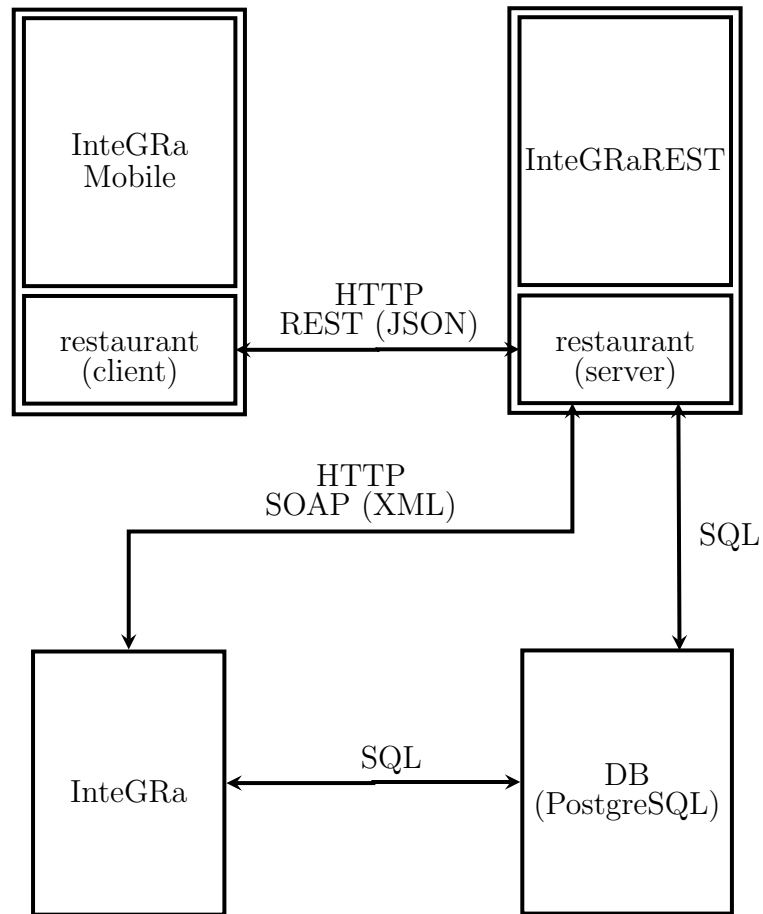 InteGRa
Mobile
InteGRaREST
HTTP
REST (JSON)
restaurant
(client)
restaurant
(server)
HTTP
SOAP (XML)
SQL
SQL
InteGRa
DB
(PostgreSQL)